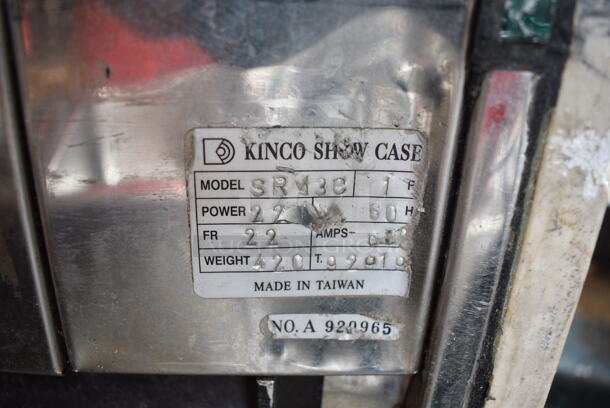 KINCO SHOW CASE
MODEL SRM3C 1 P
POWER 22 60 H
FR 22 AMPS-
WEIGHT 420 T.
MADE IN TAIWAN
NO. A 920965